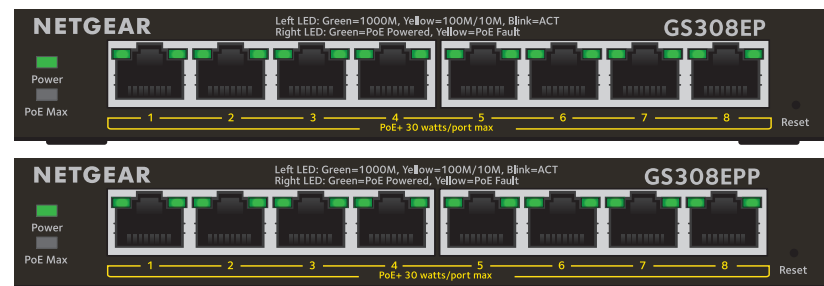 NETGEAR
Left LED: Green=1000M, Yellow=100M/10M, Blink=ACT
Right LED: Green=PoE Powered, Yellow=PoE Fault
GS308EP
Power
PoE Max
1 2 3 4 5 6 7 8
PoE+ 30 watts/port max
Reset
NETGEAR
Left LED: Green=1000M, Yellow=100M/10M, Blink=ACT
Right LED: Green=PoE Powered, Yellow=PoE Fault
GS308EPP
Power
PoE Max
1 2 3 4 5 6 7 8
PoE+ 30 watts/port max
Reset